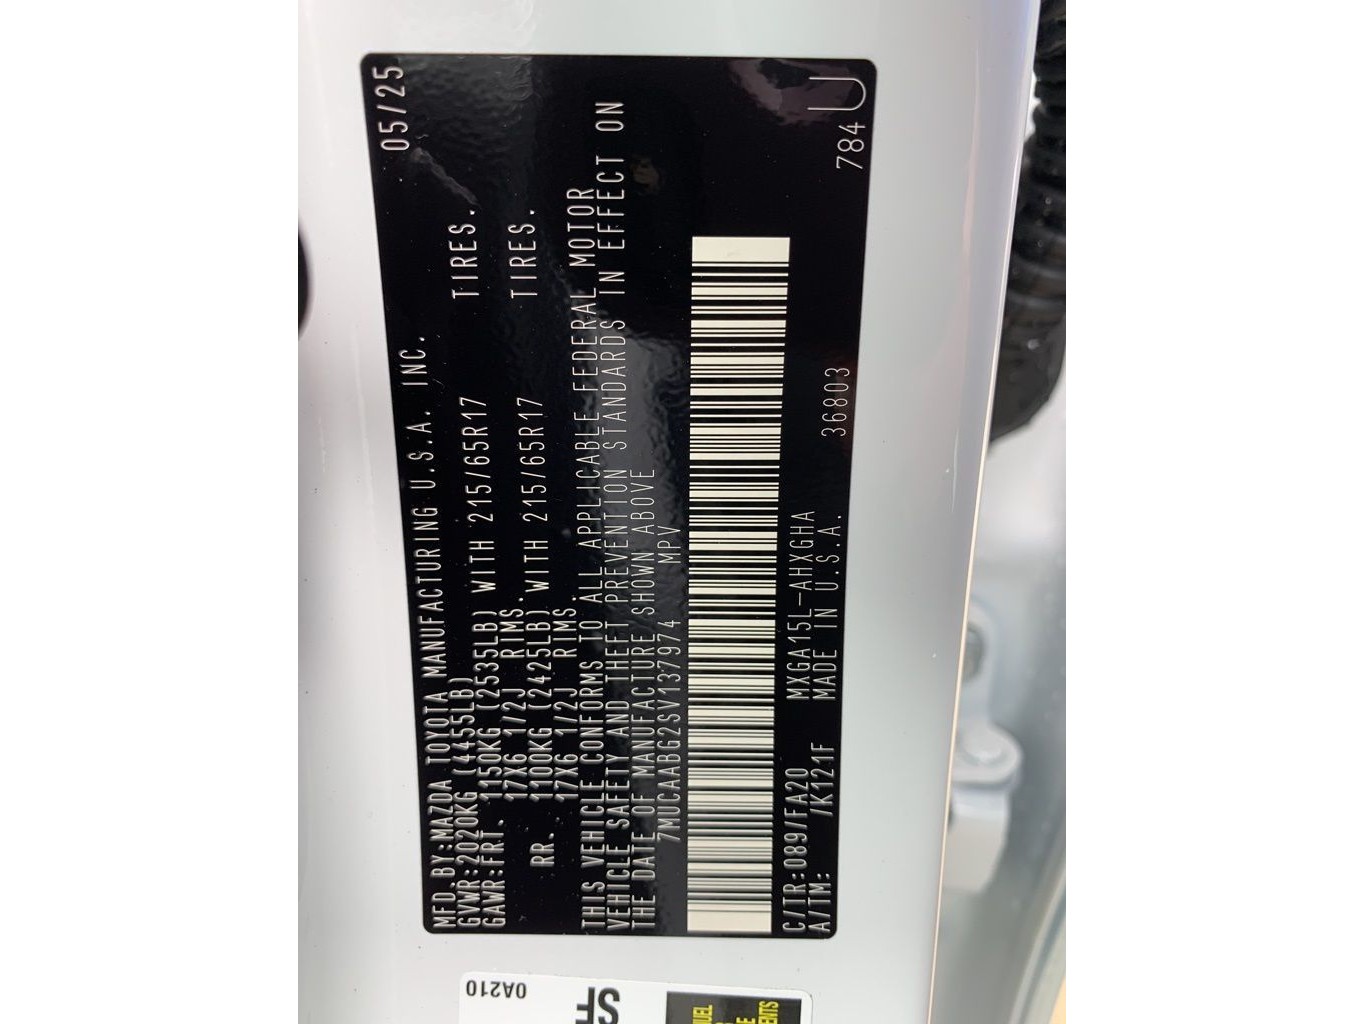 MFD.BY:MAZDA TOYOTA MANUFACTURING U.S.A. INC. 05/25
GVWR:2020KG (4455LB)
GAWR:FRT. 1150KG (2535LB) WITH 215/65R17 TIRES.
17X6 1/2J RIMS.
RR. 1100KG (2425LB) WITH 215/65R17 TIRES.
17X6 1/2J RIMS
THIS VEHICLE CONFORMS TO ALL APPLICABLE FEDERAL MOTOR
VEHICLE SAFETY AND THEFT PREVENTION STANDARDS IN EFFECT ON
THE DATE OF MANUFACTURE SHOWN ABOVE
7MUCAABG2SV137974 MPV
C/TR:089/FA20 MXGA15L-AHXGHA
A/TM: /K121F MADE IN U.S.A. 36803 784 U
0A210
SF